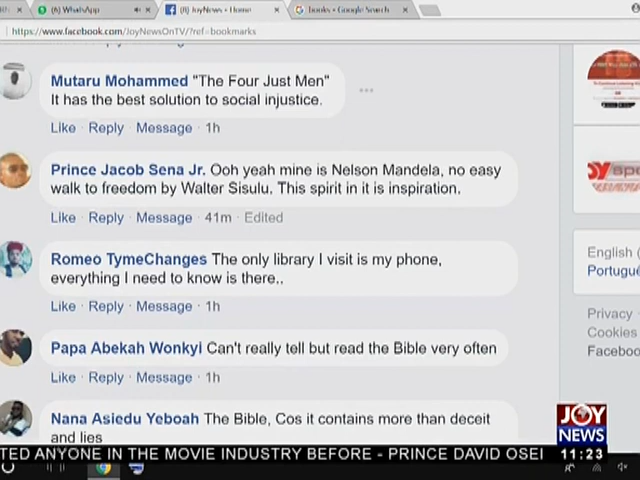 (6) WhatsApp
(8) JoyNews - Home
books - Google Search
https://www.facebook.com/JoyNewsOnTV/?ref=bookmarks
Mutaru Mohammed "The Four Just Men"
It has the best solution to social injustice.
Like · Reply · Message · 1h
Prince Jacob Sena Jr. Ooh yeah mine is Nelson Mandela, no easy
walk to freedom by Walter Sisulu. This spirit in it is inspiration.
Like · Reply · Message · 41m · Edited
Romeo TymeChanges The only library I visit is my phone,
everything I need to know is there..
Like · Reply · Message · 1h
Papa Abekah Wonkyi Can't really tell but read the Bible very often
Like · Reply · Message · 1h
Nana Asiedu Yeboah The Bible, Cos it contains more than deceit
and lies
English (
Portuguê
Privacy ·
Cookies
Faceboo
JOY
NEWS
11:23
TED ANYONE IN THE MOVIE INDUSTRY BEFORE - PRINCE DAVID OSEI